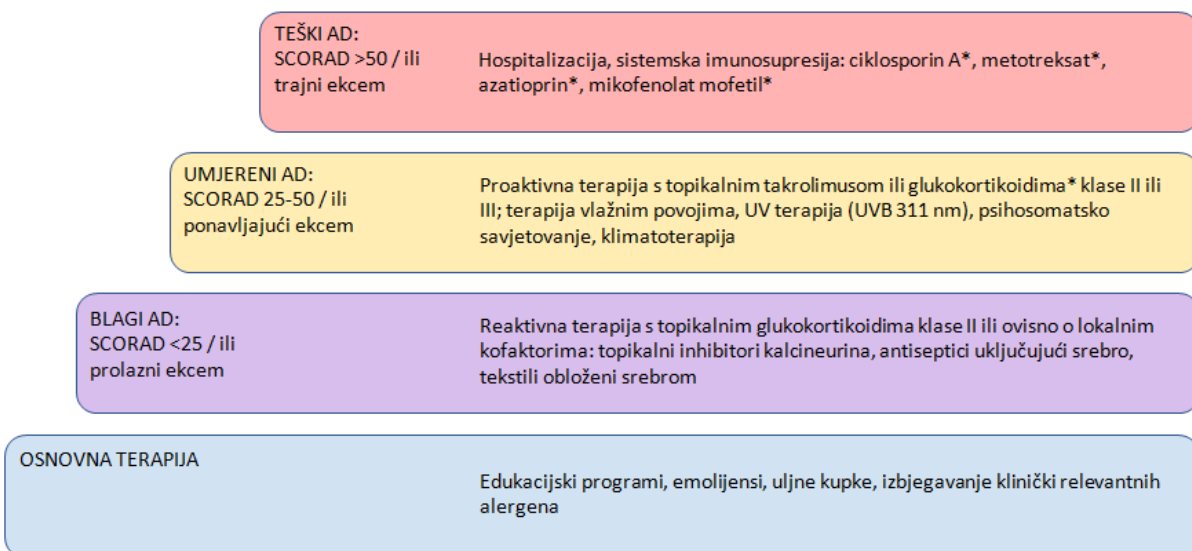 TEŠKI AD:
SCORAD >50 / ili
trajni ekcem
Hospitalizacija, sistemska imunosupresija: ciklosporin A*, metotreksat*,
azatioprin*, mikofenolat mofetil*
UMJERENI AD:
SCORAD 25-50 / ili
ponavljajući ekcem
Proaktivna terapija s topikalnim takrolimusom ili glukokortikoidima* klase II ili
III; terapija vlažnim povojima, UV terapija (UVB 311 nm), psihosomatsko
savjetovanje, klimatoterapija
BLAGI AD:
SCORAD <25 / ili
prolazni ekcem
Reaktivna terapija s topikalnim glukokortikoidima klase II ili ovisno o lokalnim
kofaktorima: topikalni inhibitori kalcineurina, antiseptici uključujući srebro,
tekstili obloženi srebrom
OSNOVNA TERAPIJA
Edukacijski programi, emolijensi, uljne kupke, izbjegavanje klinički relevantnih
alergena